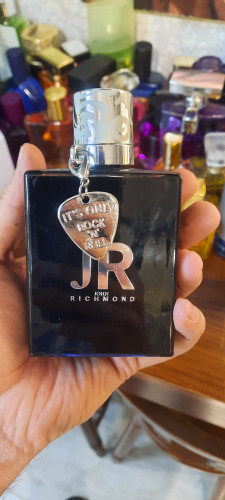 IT'S ONLY
ROCK
'N'
ROLL
JR
JOHN
RICHMOND